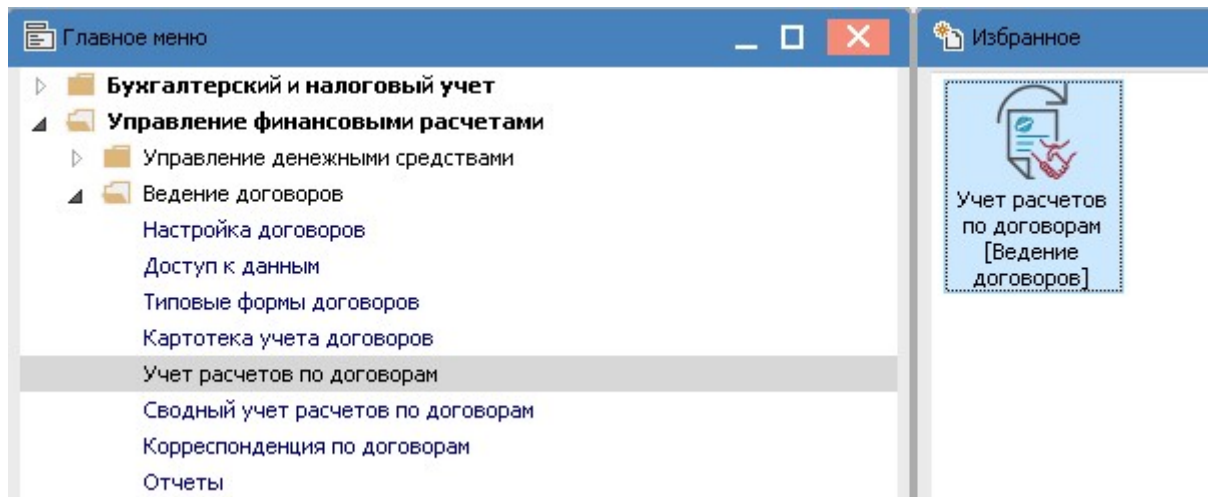 Главное меню
Бухгалтерский и налоговый учет
Управление финансовыми расчетами
Управление денежными средствами
Ведение договоров
Настройка договоров
Доступ к данным
Типовые формы договоров
Картотека учета договоров
Учет расчетов по договорам
Сводный учет расчетов по договорам
Корреспонденция по договорам
Отчеты
Избранное
Учет расчетов
по договорам
[Ведение
договоров]